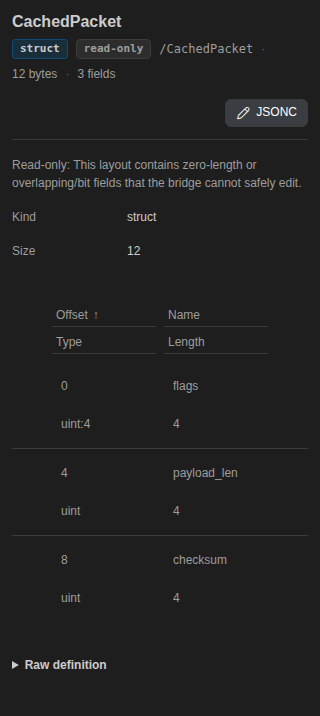 CachedPacket
struct read-only /CachedPacket ·
12 bytes · 3 fields
JSONC
Read-only: This layout contains zero-length or
overlapping/bit fields that the bridge cannot safely edit.
Kind struct
Size 12
Offset ↑ Name
Type Length
0 flags
uint:4 4
4 payload_len
uint 4
8 checksum
uint 4
▶ Raw definition